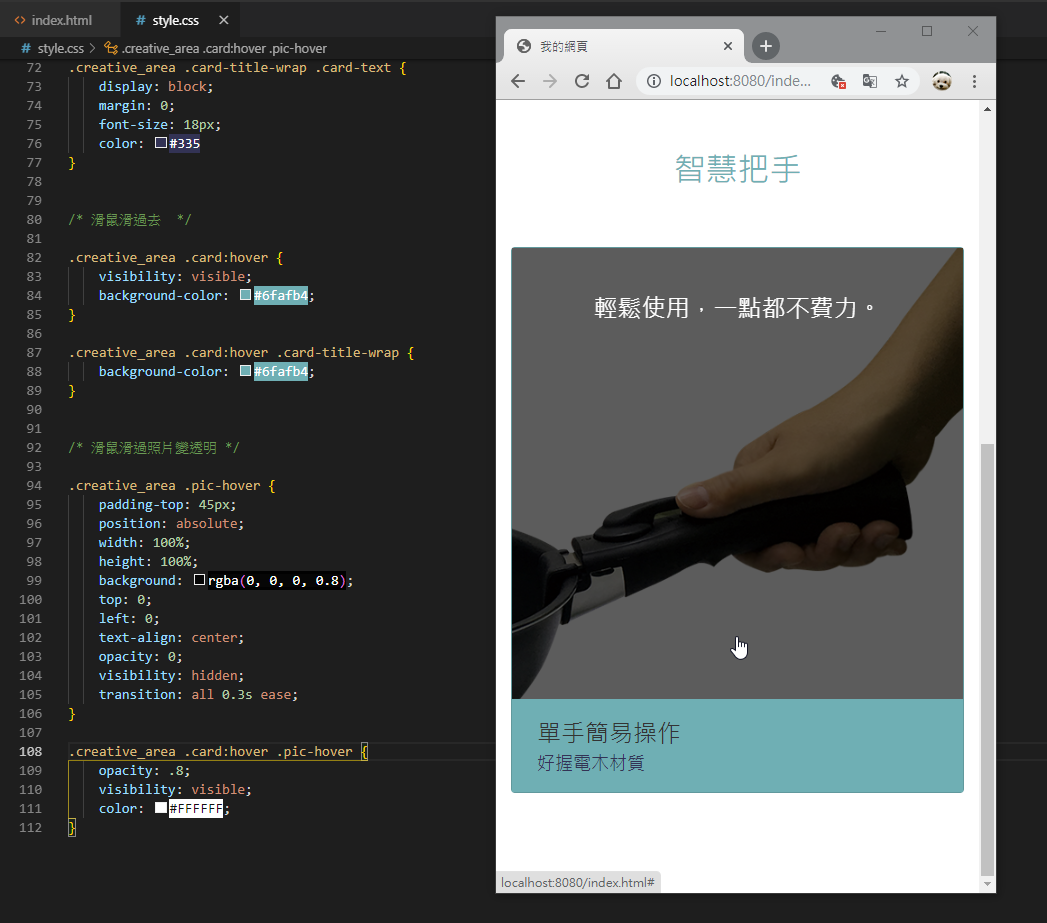 index.html
# style.css ×
# style.css > .creative_area .card:hover .pic-hover
72 .creative_area .card-title-wrap .card-text {
73 display: block;
74 margin: 0;
75 font-size: 18px;
76 color: #335
77 }
78
79
80 /* 滑鼠滑過去 */
81
82 .creative_area .card:hover {
83 visibility: visible;
84 background-color: #6fafb4;
85 }
86
87 .creative_area .card:hover .card-title-wrap {
88 background-color: #6fafb4;
89 }
90
91
92 /* 滑鼠滑過照片變透明 */
93
94 .creative_area .pic-hover {
95 padding-top: 45px;
96 position: absolute;
97 width: 100%;
98 height: 100%;
99 background: rgba(0, 0, 0, 0.8);
100 top: 0;
101 left: 0;
102 text-align: center;
103 opacity: 0;
104 visibility: hidden;
105 transition: all 0.3s ease;
106 }
107
108 .creative_area .card:hover .pic-hover {
109 opacity: .8;
110 visibility: visible;
111 color: #FFFFFF;
112 }
我的網頁
localhost:8080/inde...
智慧把手
輕鬆使用，一點都不費力。
單手簡易操作
好握電木材質
localhost:8080/index.html#